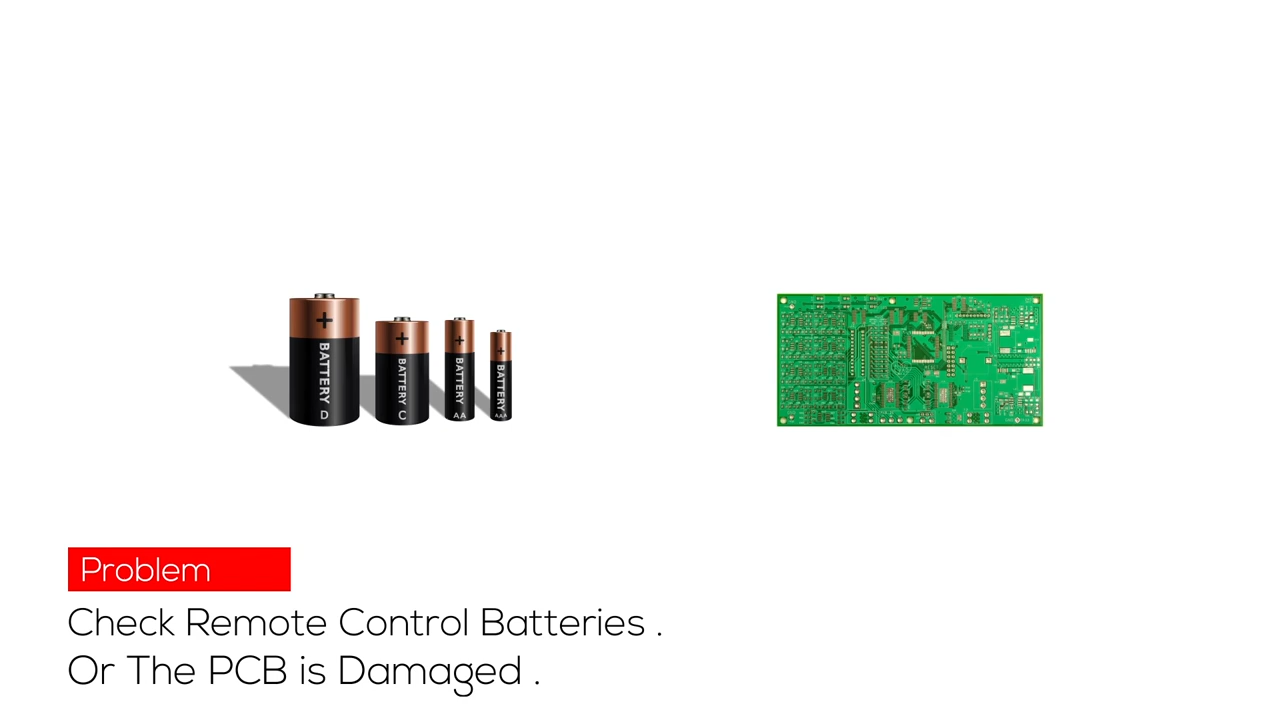 + + + +
BATTERY D BATTERY C BATTERY AA BATTERY AAA
Problem
Check Remote Control Batteries .
Or The PCB is Damaged .